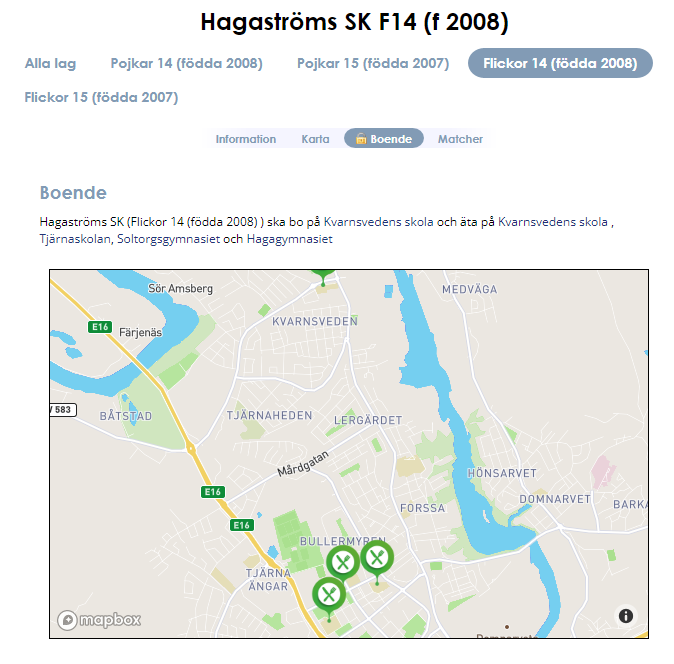 Hagaströms SK F14 (f 2008)
Alla lag Pojkar 14 (födda 2008) Pojkar 15 (födda 2007) Flickor 14 (födda 2008)
Flickor 15 (födda 2007)
Information Karta Boende Matcher
Boende
Hagaströms SK (Flickor 14 (födda 2008) ) ska bo på Kvarnsvedens skola och äta på Kvarnsvedens skola ,
Tjärnaskolan, Soltorgsgymnasiet och Hagagymnasiet
Sör Amsberg
MEDVÄGA
E16
Färjenäs
KVARNSVEDEN
583
BÅTSTAD
TJÄRNAHEDEN
LERGÄRDET
Mårdgatan
HÖNSARVET
E16
DOMNARVET
BARKA
FORSSA
E16
BULLERMYREN
TJÄRNA
ÄNGAR
mapbox